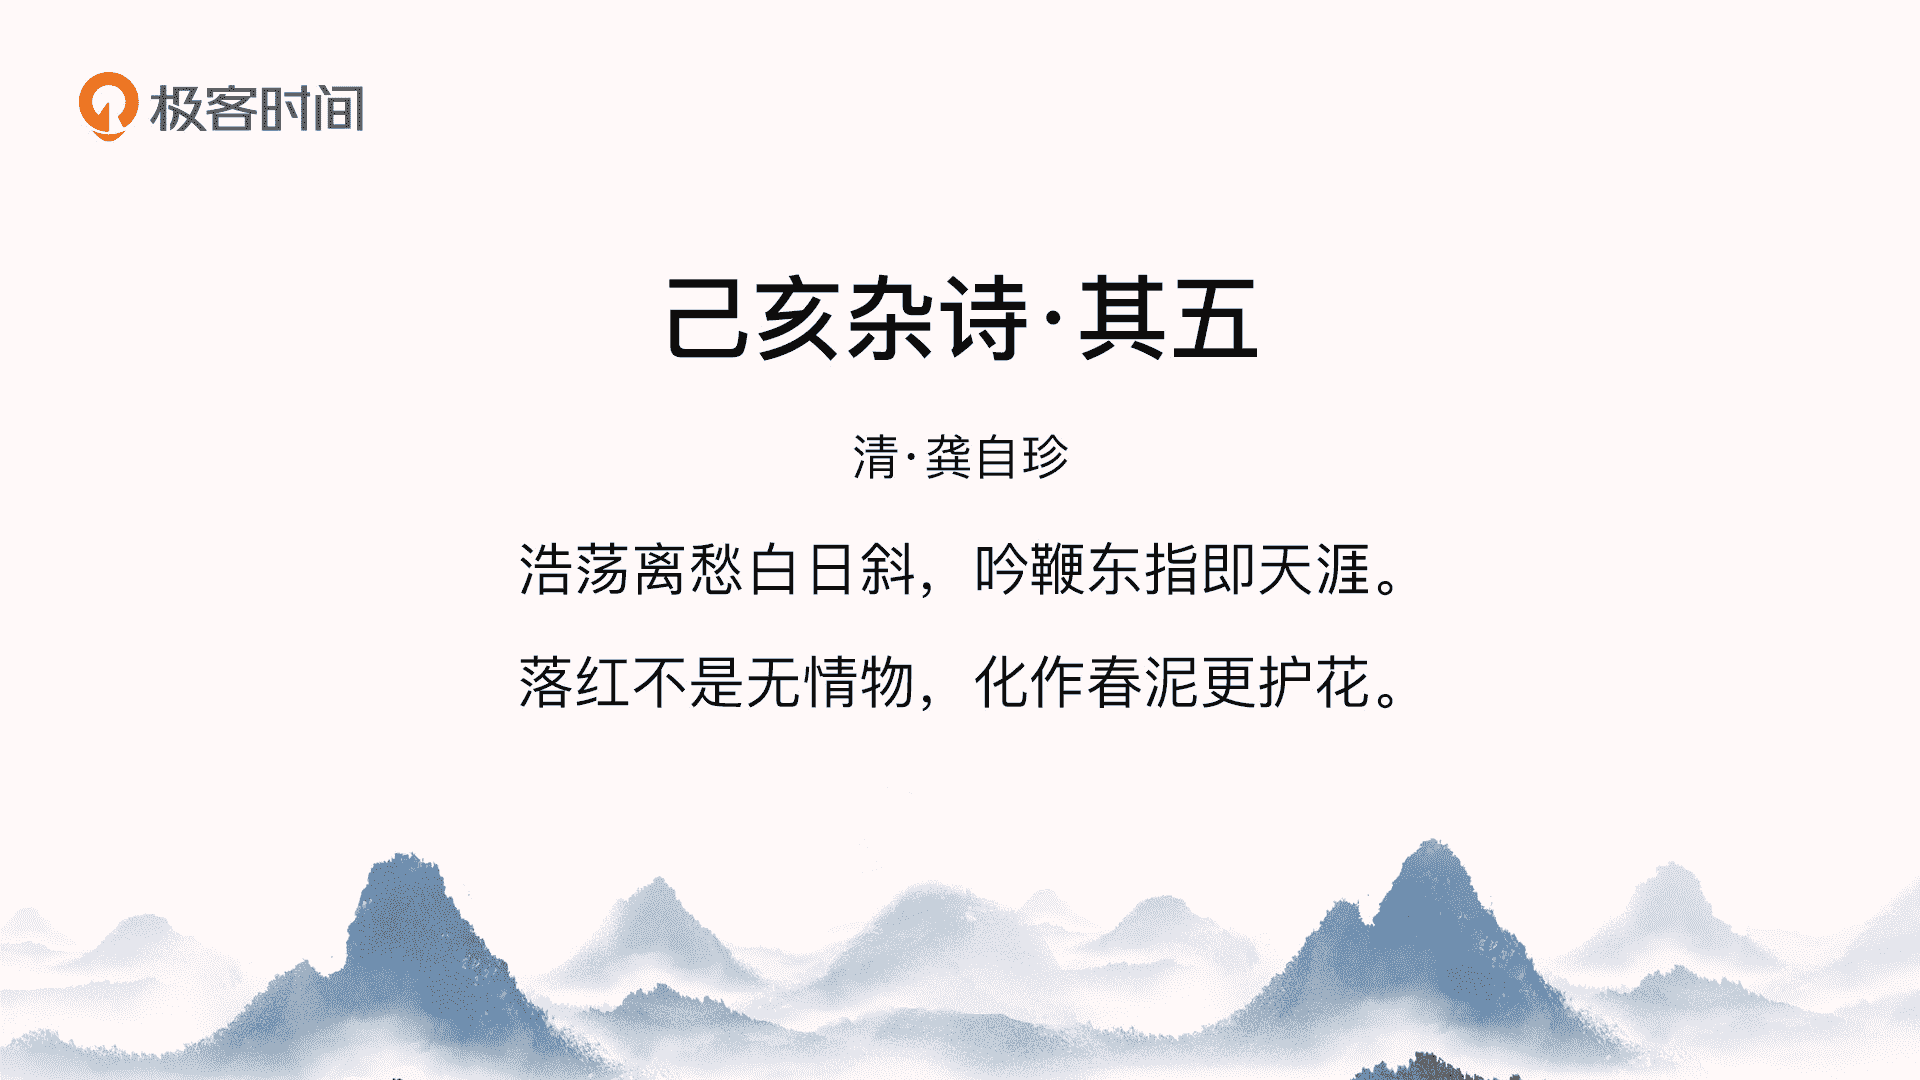 极客时间
己亥杂诗·其五
清·龚自珍
浩荡离愁白日斜，吟鞭东指即天涯。
落红不是无情物，化作春泥更护花。